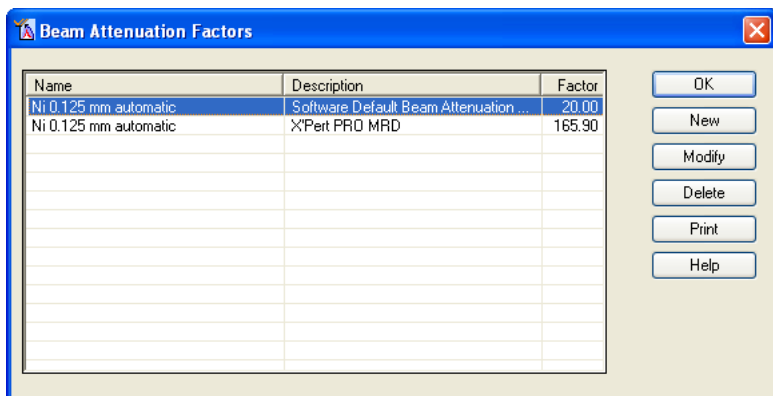 Beam Attenuation Factors
Name Description Factor
Ni 0.125 mm automatic Software Default Beam Attenuation ... 20.00
Ni 0.125 mm automatic X'Pert PRO MRD 165.90
OK
New
Modify
Delete
Print
Help